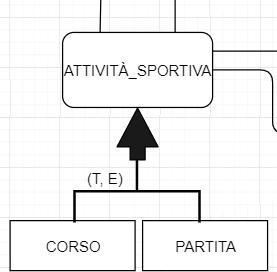 ATTIVITÀ_SPORTIVA
(T, E)
CORSO
PARTITA